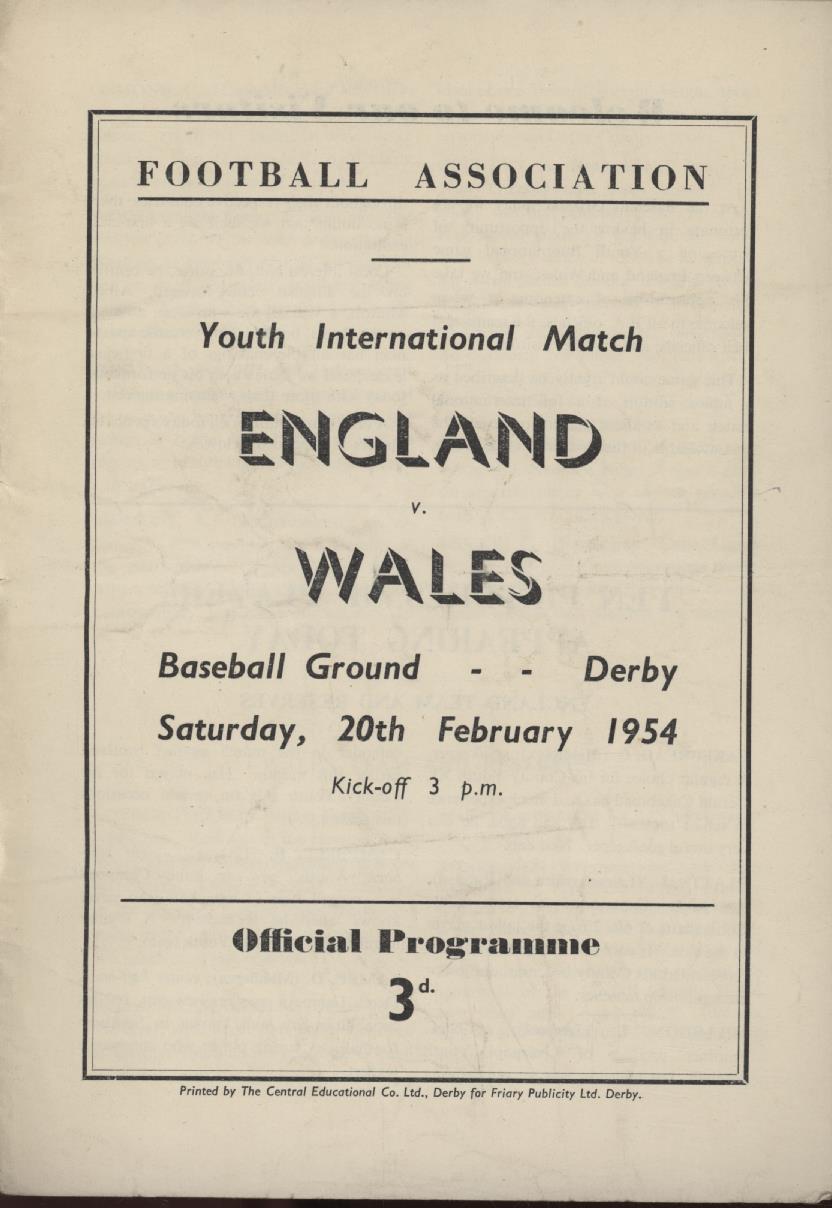 FOOTBALL ASSOCIATION
Youth International Match
ENGLAND
v.
WALES
Baseball Ground - - Derby
Saturday, 20th February 1954
Kick-off 3 p.m.
Official Programme
3d.
Printed by The Central Educational Co. Ltd., Derby for Friary Publicity Ltd. Derby.